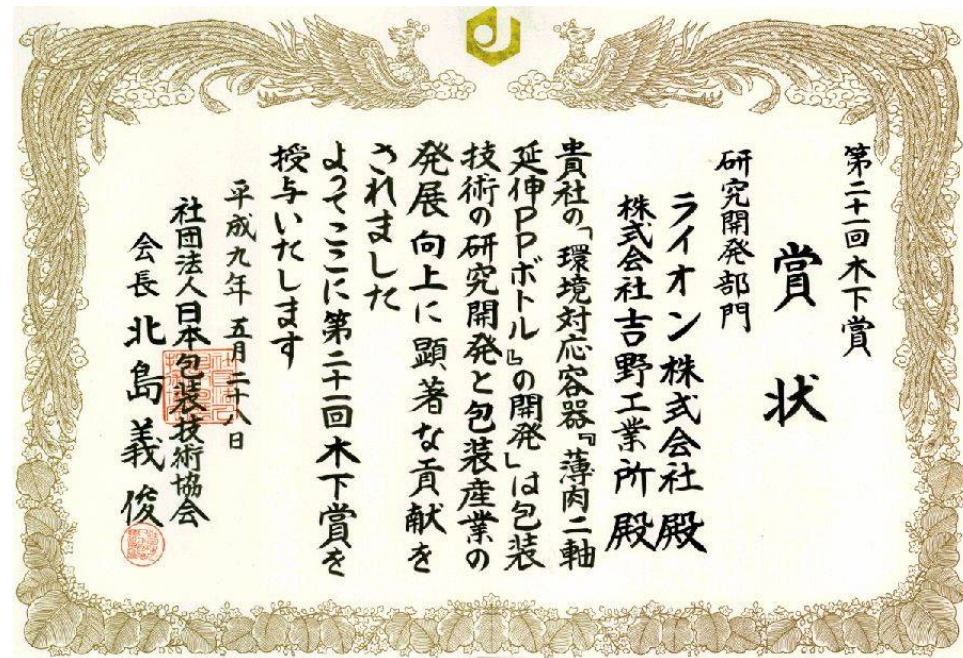 第二十一回木下賞
賞状
研究開発部門
ライオン株式会社殿
株式会社吉野工業所殿
貴社の「環境対応容器『薄肉二軸
延伸PPボトル』の開発」は包装
技術の研究開発と包装産業の
発展向上に顕著な貢献を
されました
よってここに第二十一回木下賞を
授与いたします
平成九年五月二十八日
社団法人日本包装技術協会
会長北島義俊